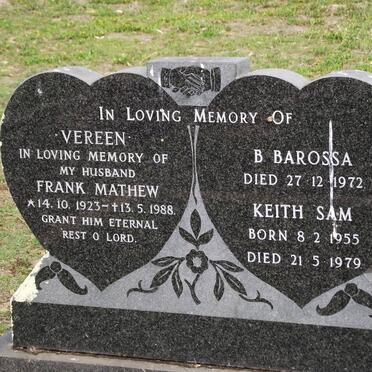 IN LOVING MEMORY OF
·VEREEN·
IN LOVING MEMORY OF
MY HUSBAND
FRANK MATHEW
★14.10.1923-✝13.5.1988.
GRANT HIM ETERNAL
REST O LORD.
B. BAROSSA
DIED 27·12·1972
KEITH SAM
BORN 8·2·1955
DIED 21·5·1979